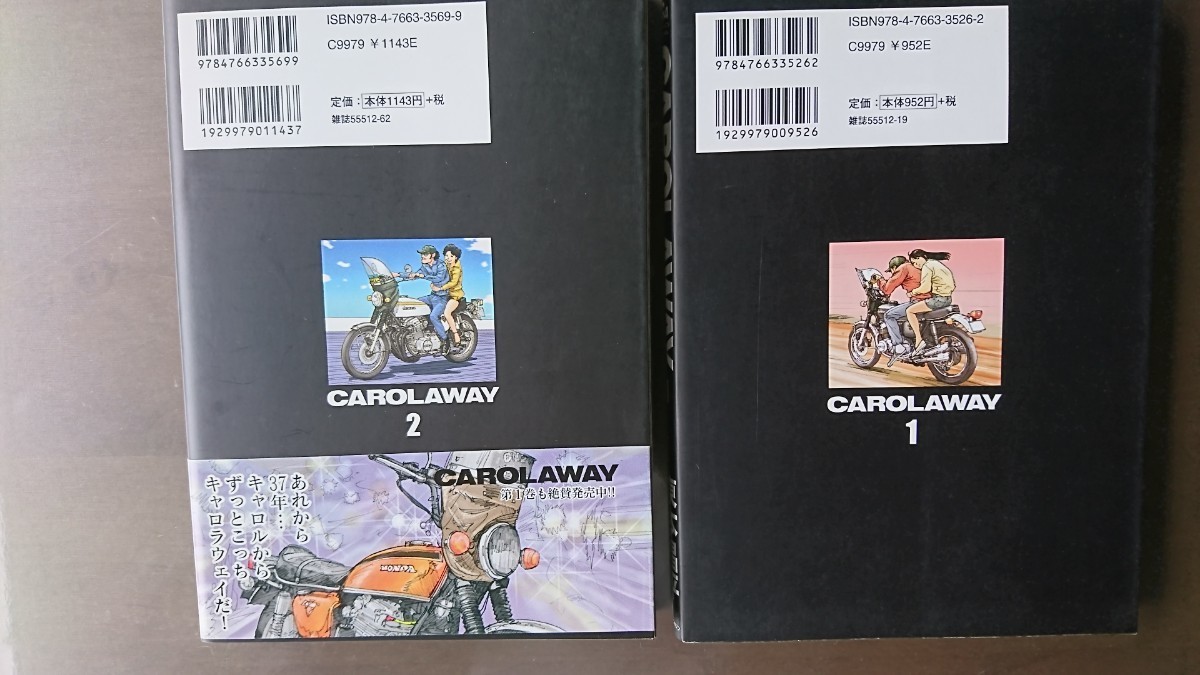 ISBN978-4-7663-3569-9
C9979 ¥1143E
9784766335699
定価：本体1143円+税
雑誌55512-62
1929979011437
CAROLAWAY
2
CAROLAWAY
第1巻も絶賛発売中!!
あれから
37年…
キャロルから
ずっとこっち
キャロラウェイだ！
HONDA
CAROLAWAY
ISBN978-4-7663-3526-2
C9979 ¥952E
9784766335262
定価：本体952円+税
雑誌55512-19
1929979009526
CAROLAWAY
1